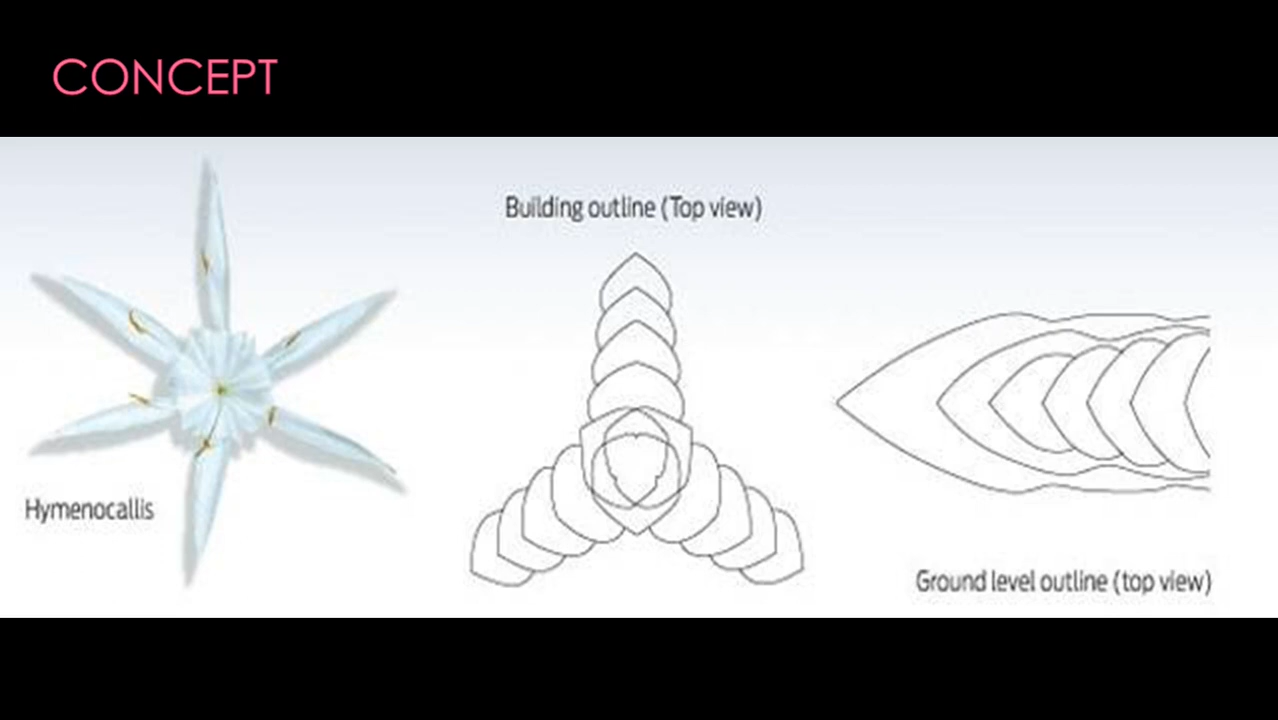 CONCEPT
Building outline (Top view)
Hymenocallis
Ground level outline (top view)